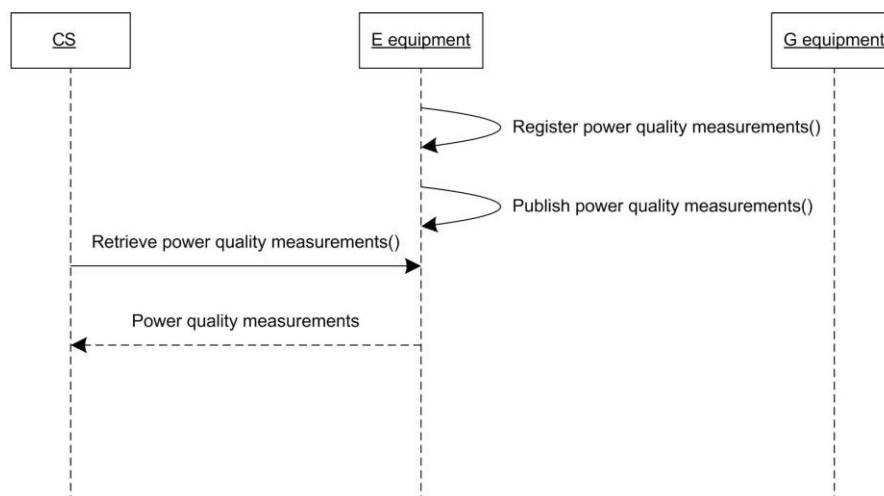 CS
E equipment
G equipment
Register power quality measurements()
Publish power quality measurements()
Retrieve power quality measurements()
Power quality measurements